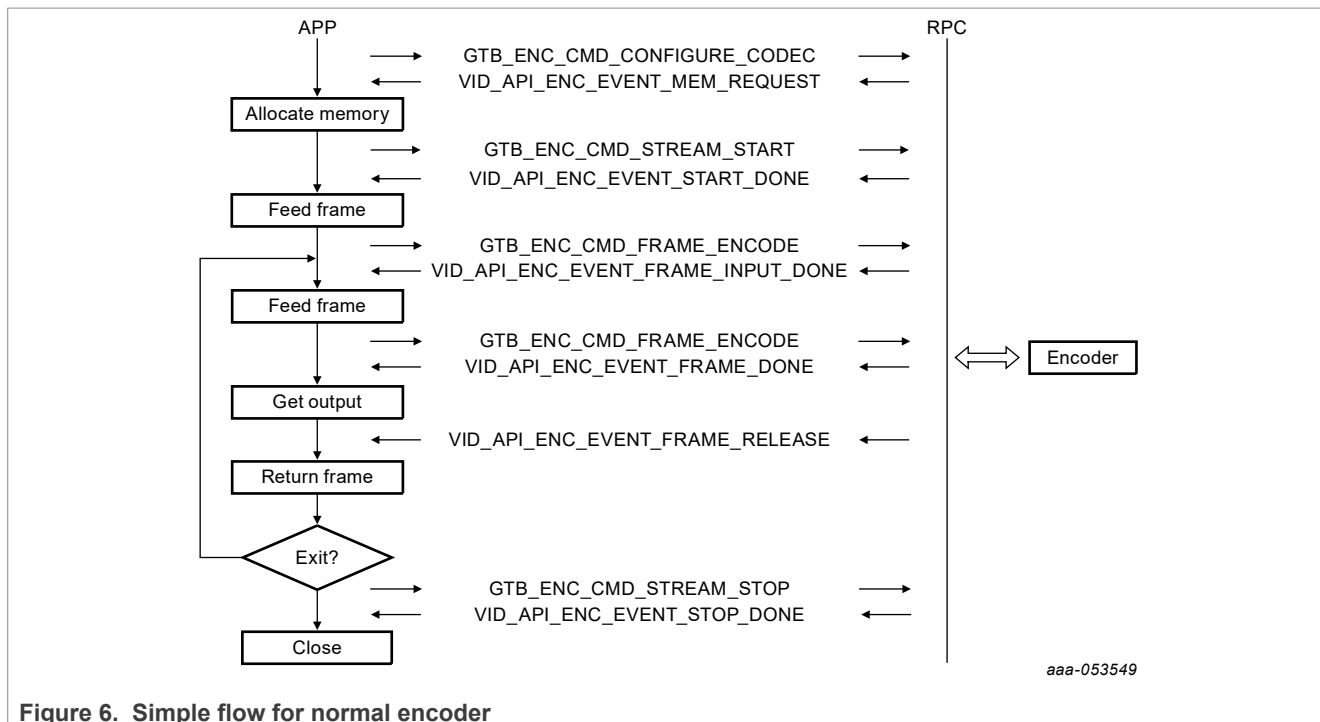 APP
RPC
GTB_ENC_CMD_CONFIGURE_CODEC
VID_API_ENC_EVENT_MEM_REQUEST
Allocate memory
GTB_ENC_CMD_STREAM_START
VID_API_ENC_EVENT_START_DONE
Feed frame
GTB_ENC_CMD_FRAME_ENCODE
VID_API_ENC_EVENT_FRAME_INPUT_DONE
Feed frame
GTB_ENC_CMD_FRAME_ENCODE
VID_API_ENC_EVENT_FRAME_DONE
Encoder
Get output
VID_API_ENC_EVENT_FRAME_RELEASE
Return frame
Exit?
GTB_ENC_CMD_STREAM_STOP
VID_API_ENC_EVENT_STOP_DONE
Close
aaa-053549
Figure 6. Simple flow for normal encoder